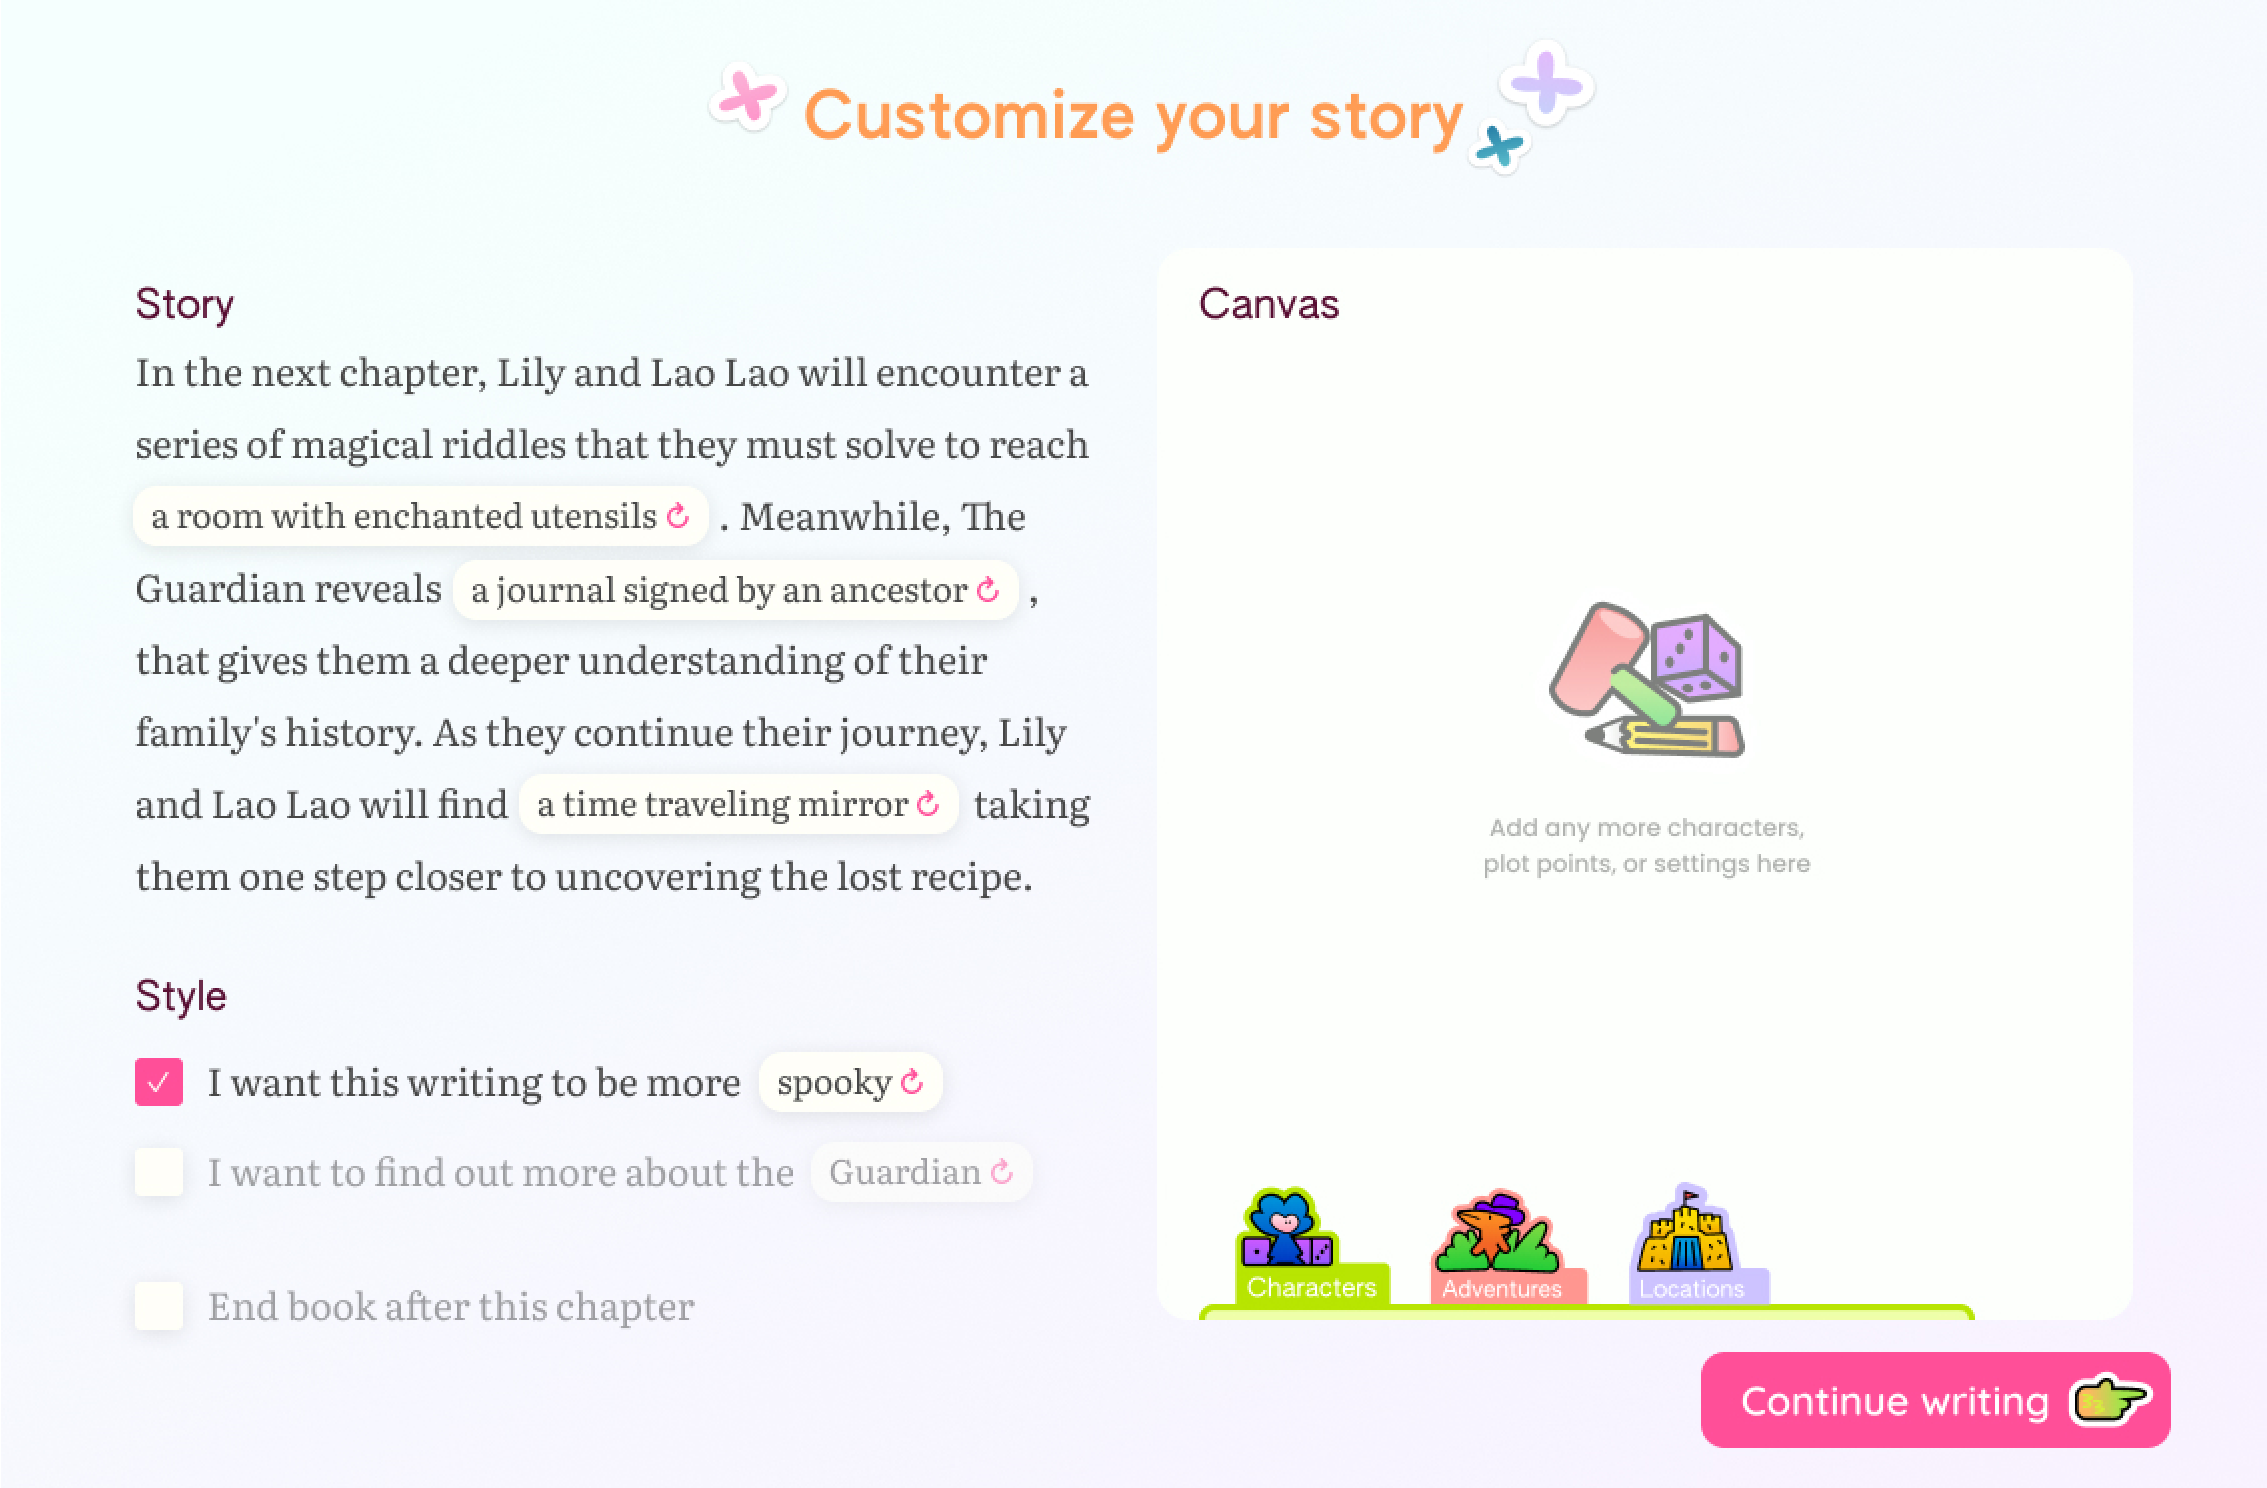 Customize your story
Story
In the next chapter, Lily and Lao Lao will encounter a
series of magical riddles that they must solve to reach
a room with enchanted utensils . Meanwhile, The
Guardian reveals a journal signed by an ancestor ,
that gives them a deeper understanding of their
family's history. As they continue their journey, Lily
and Lao Lao will find a time traveling mirror taking
them one step closer to uncovering the lost recipe.
Style
I want this writing to be more spooky
I want to find out more about the Guardian
End book after this chapter
Canvas
Add any more characters,
plot points, or settings here
Characters
Adventures
Locations
Continue writing